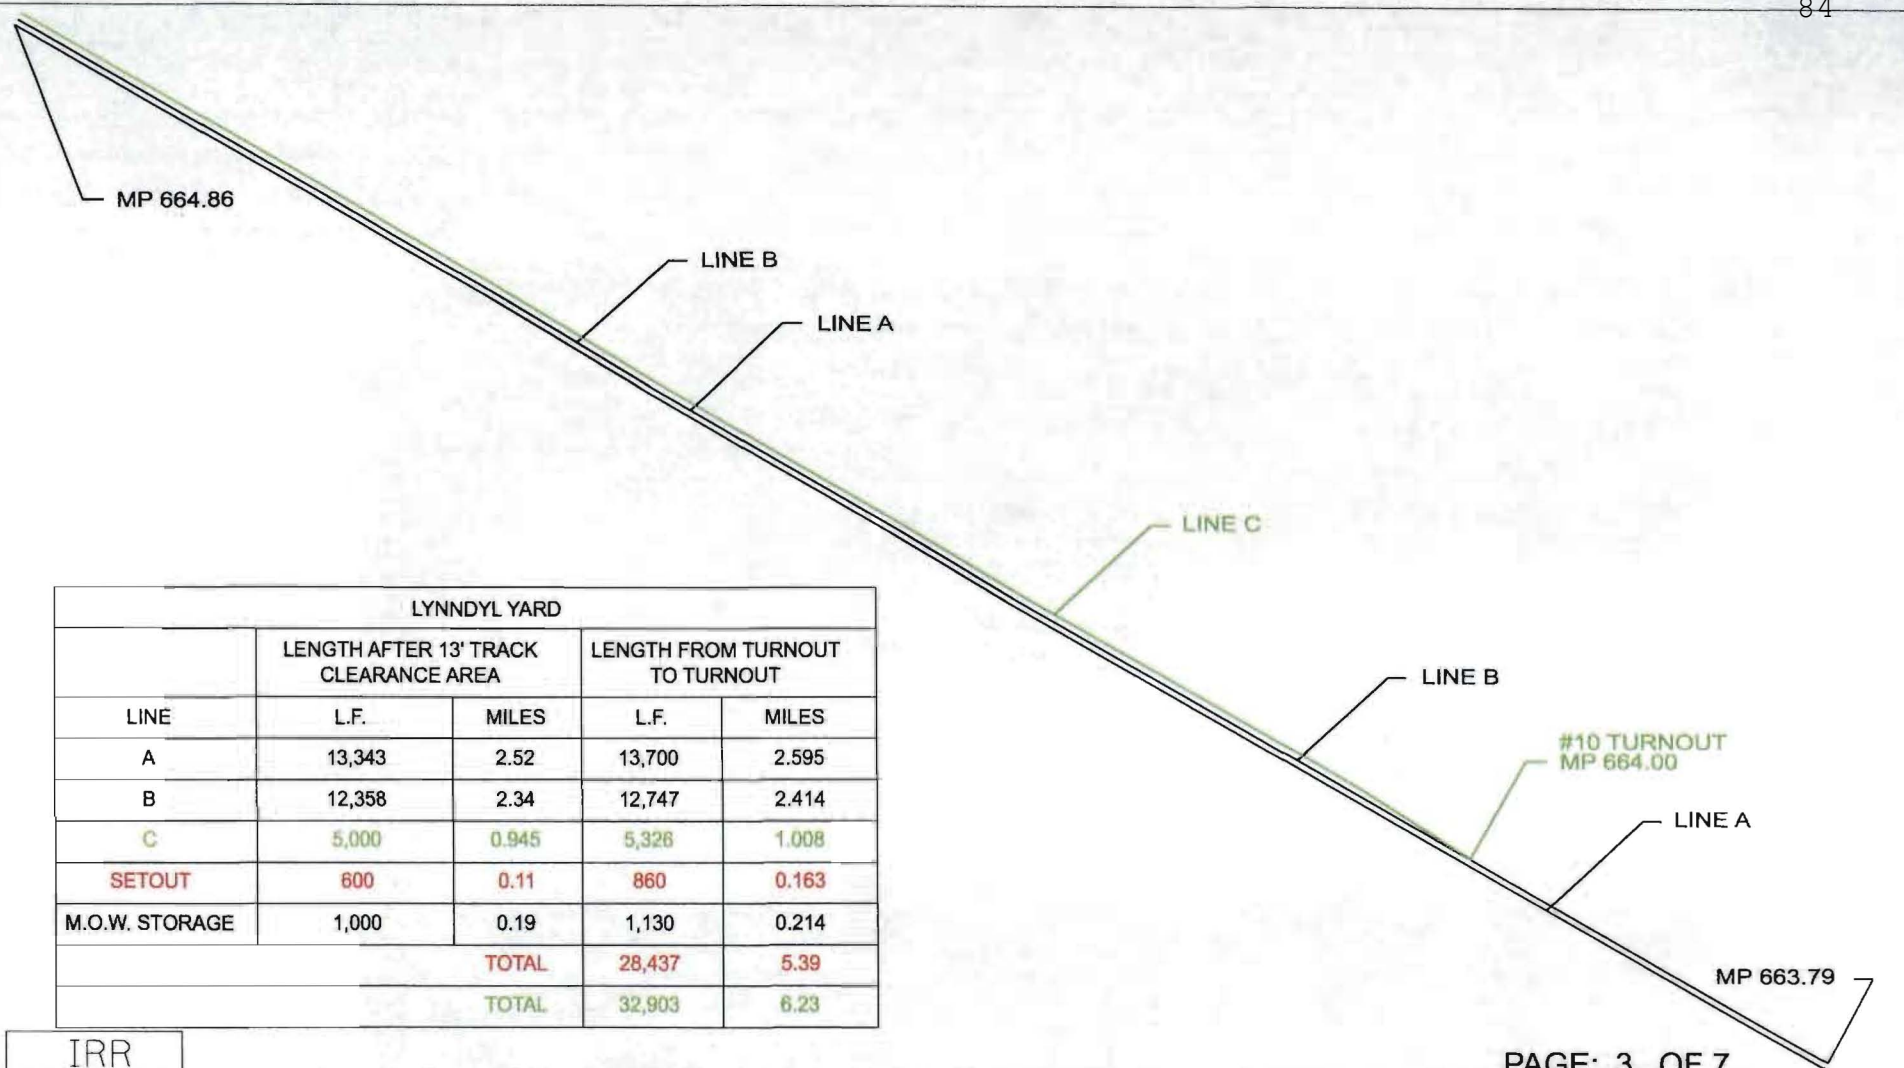 84
MP 664.86
LINE B
LINE A
LINE C
LINE B
#10 TURNOUT
MP 664.00
LINE A
MP 663.79
LYNNDYL YARD
LENGTH AFTER 13' TRACK CLEARANCE AREA LENGTH FROM TURNOUT TO TURNOUT
LINE L.F. MILES L.F. MILES
A 13,343 2.52 13,700 2.595
B 12,358 2.34 12,747 2.414
C 5,000 0.945 5,326 1.008
SETOUT 600 0.11 860 0.163
M.O.W. STORAGE 1,000 0.19 1,130 0.214
TOTAL 28,437 5.39
TOTAL 32,903 6.23
IRR
PAGE: 3 OF 7